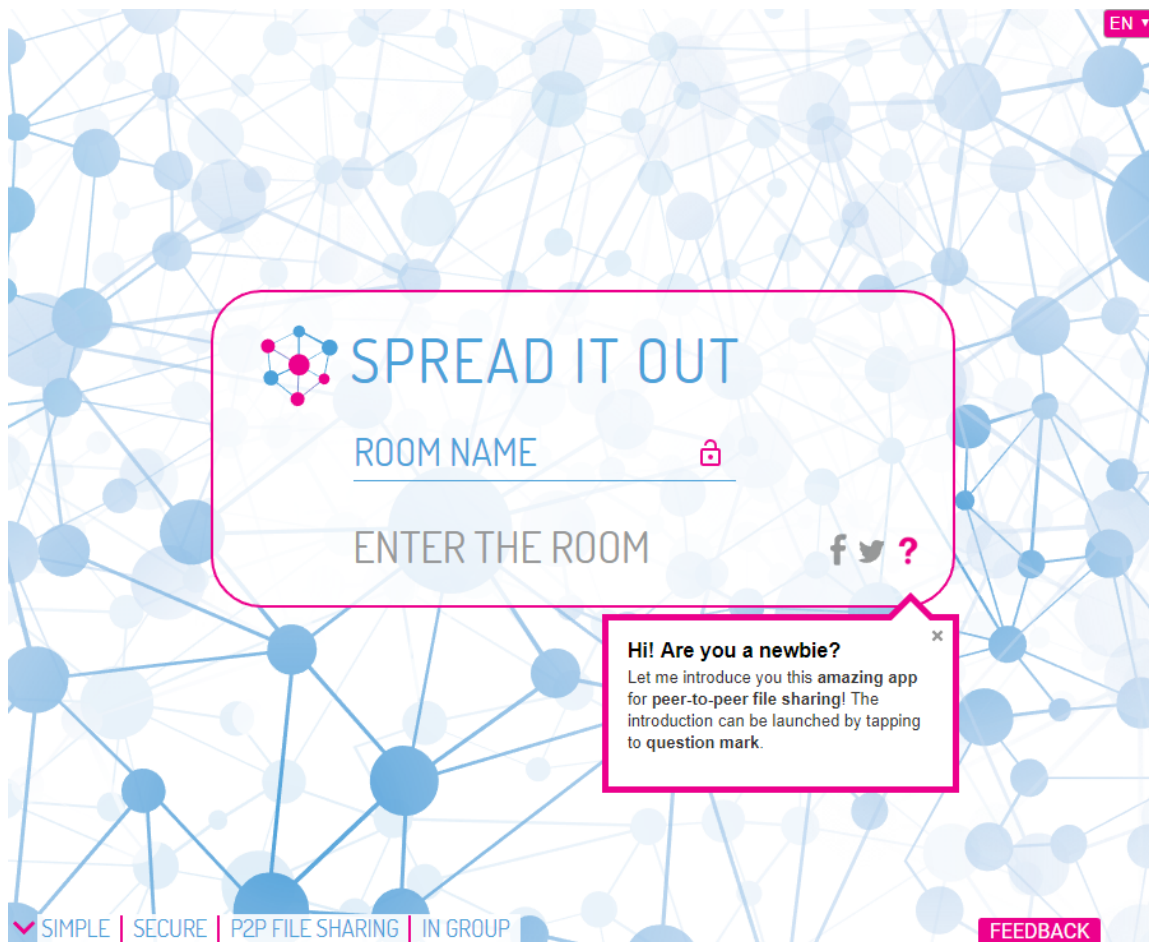 EN
SPREAD IT OUT
ROOM NAME
ENTER THE ROOM
Hi! Are you a newbie?
Let me introduce you this amazing app
for peer-to-peer file sharing! The
introduction can be launched by tapping
to question mark.
SIMPLE | SECURE | P2P FILE SHARING | IN GROUP
FEEDBACK